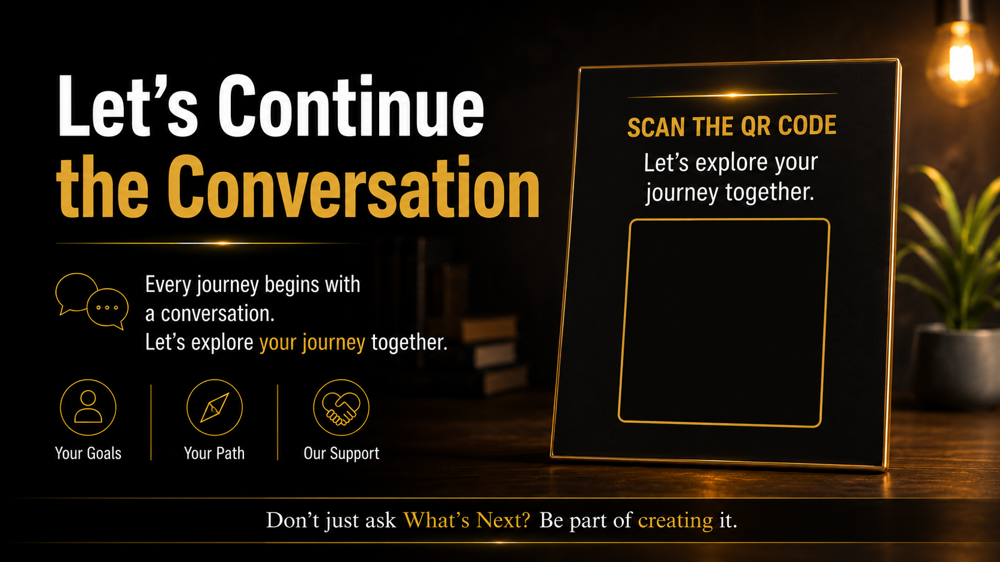 Let’s Continue
the Conversation
Every journey begins with
a conversation.
Let’s explore your journey together.
Your Goals
Your Path
Our Support
SCAN THE QR CODE
Let’s explore your
journey together.
Don’t just ask What’s Next? Be part of creating it.